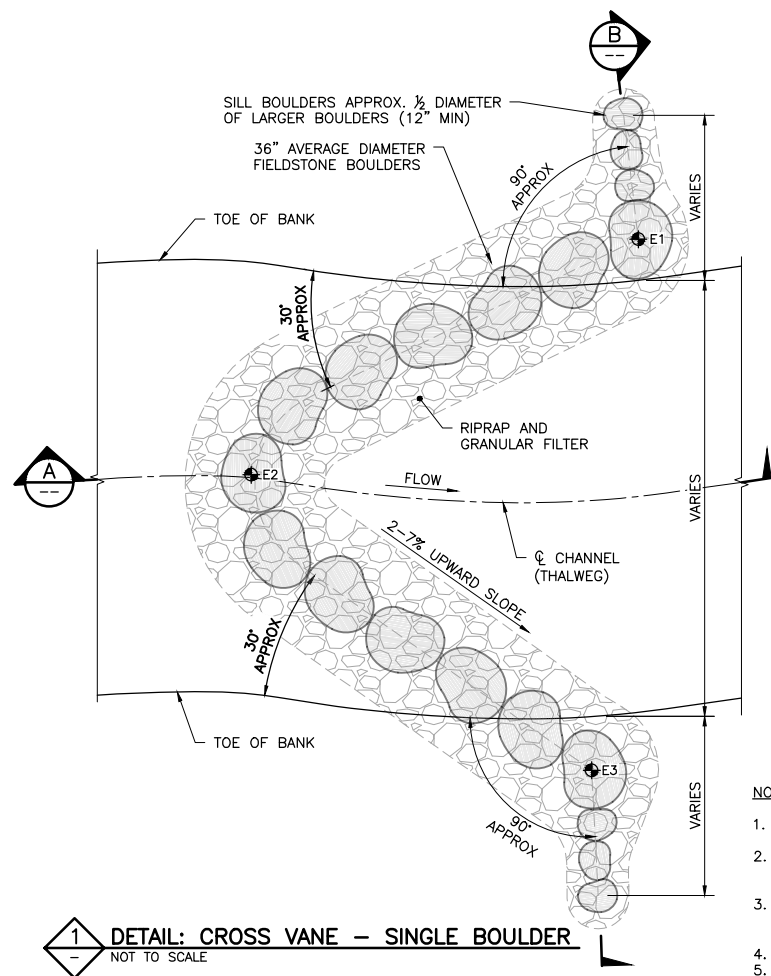 B
--
SILL BOULDERS APPROX. ½ DIAMETER
OF LARGER BOULDERS (12" MIN)
36" AVERAGE DIAMETER
FIELDSTONE BOULDERS
90°
APPROX
VARIES
TOE OF BANK
E1
30°
APPROX
RIPRAP AND
GRANULAR FILTER
A
--
E2
FLOW
VARIES
2-7% UPWARD SLOPE
℄ CHANNEL
(THALWEG)
30°
APPROX
TOE OF BANK
E3
90°
APPROX
VARIES
NO
1.
2.
3.
4.
5.
1
-
DETAIL: CROSS VANE – SINGLE BOULDER
NOT TO SCALE